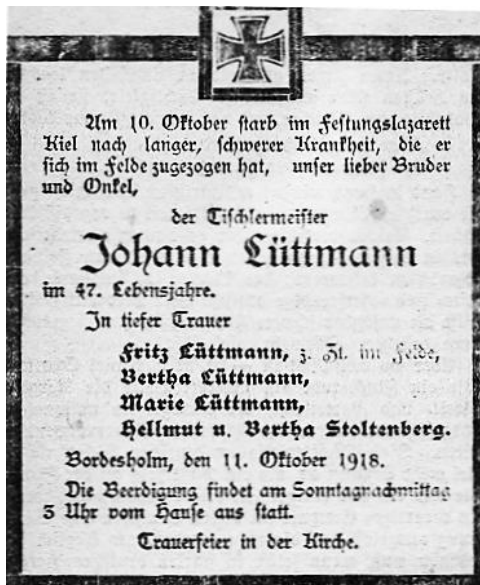 Am 10. Oktober starb im Festungslazarett
Kiel nach langer, schwerer Krankheit, die er
sich im Felde zugezogen hat, unser lieber Bruder
und Onkel,
der Tischlermeister
Johann Lüttmann
im 47. Lebensjahre.
In tiefer Trauer
Fritz Lüttmann, z. Zt. im Felde,
Bertha Lüttmann,
Marie Lüttmann,
Hellmut u. Bertha Stoltenberg.
Bordesholm, den 11. Oktober 1918.
Die Beerdigung findet am Sonntagnachmittag
3 Uhr vom Hause aus statt.
Trauerfeier in der Kirche.